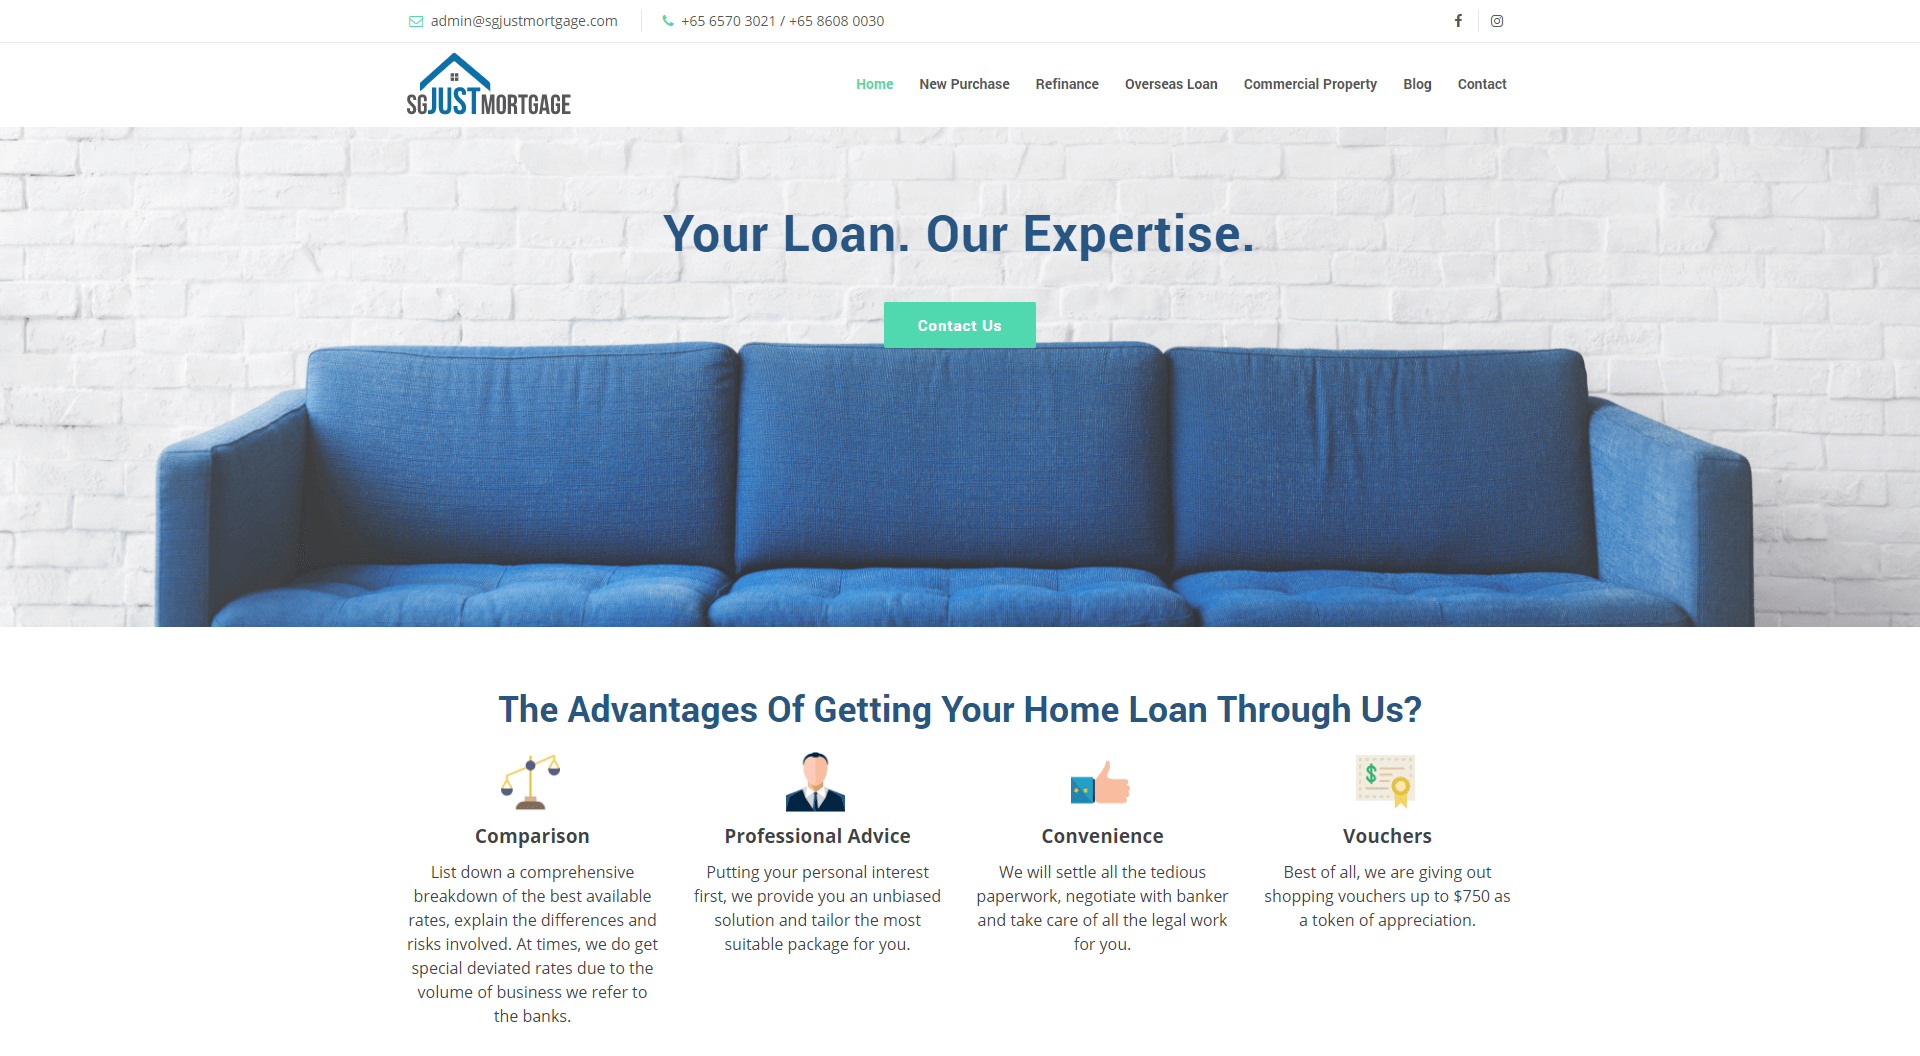 admin@sgjustmortgage.com
+65 6570 3021 / +65 8608 0030
SGJUSTMORTGAGE
Home
New Purchase
Refinance
Overseas Loan
Commercial Property
Blog
Contact
Your Loan. Our Expertise.
Contact Us
The Advantages Of Getting Your Home Loan Through Us?
Comparison
List down a comprehensive
breakdown of the best available
rates, explain the differences and
risks involved. At times, we do get
special deviated rates due to the
volume of business we refer to
the banks.
Professional Advice
Putting your personal interest
first, we provide you an unbiased
solution and tailor the most
suitable package for you.
Convenience
We will settle all the tedious
paperwork, negotiate with banker
and take care of all the legal work
for you.
Vouchers
Best of all, we are giving out
shopping vouchers up to $750 as
a token of appreciation.